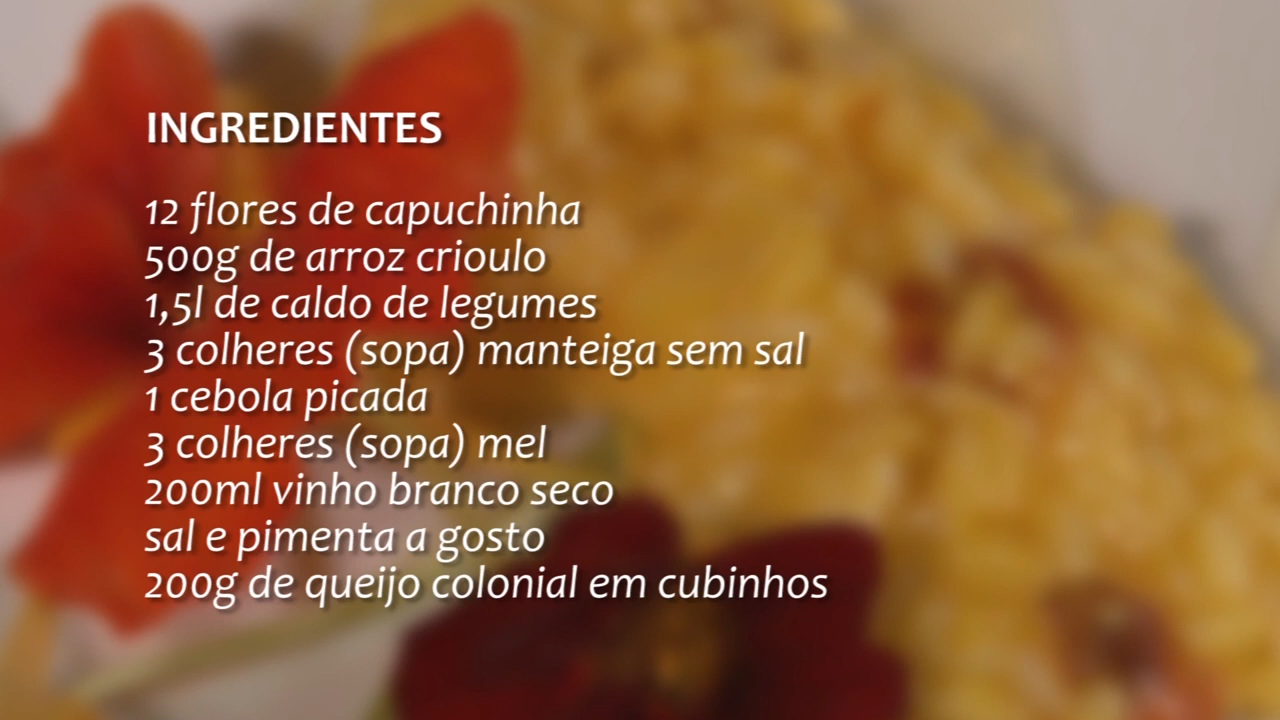 INGREDIENTES
12 flores de capuchinha
500g de arroz crioulo
1,5l de caldo de legumes
3 colheres (sopa) manteiga sem sal
1 cebola picada
3 colheres (sopa) mel
200ml vinho branco seco
sal e pimenta a gosto
200g de queijo colonial em cubinhos